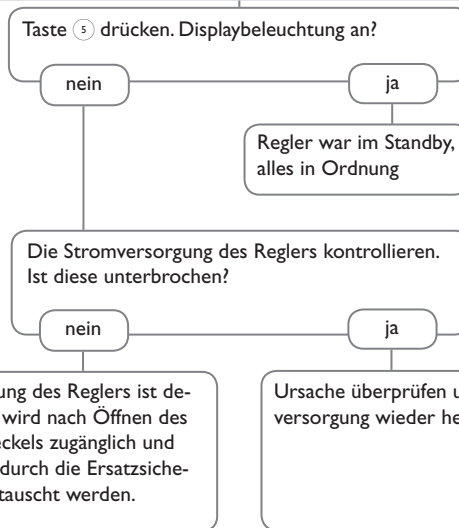 Taste 5 drücken. Displaybeleuchtung an?
nein
ja
Regler war im Standby,
alles in Ordnung
Die Stromversorgung des Reglers kontrollieren.
Ist diese unterbrochen?
nein
ja
ung des Reglers ist de-
wird nach Öffnen des
eckels zugänglich und
durch die Ersatzsiche-
tauscht werden.
Ursache überprüfen u
versorgung wieder he